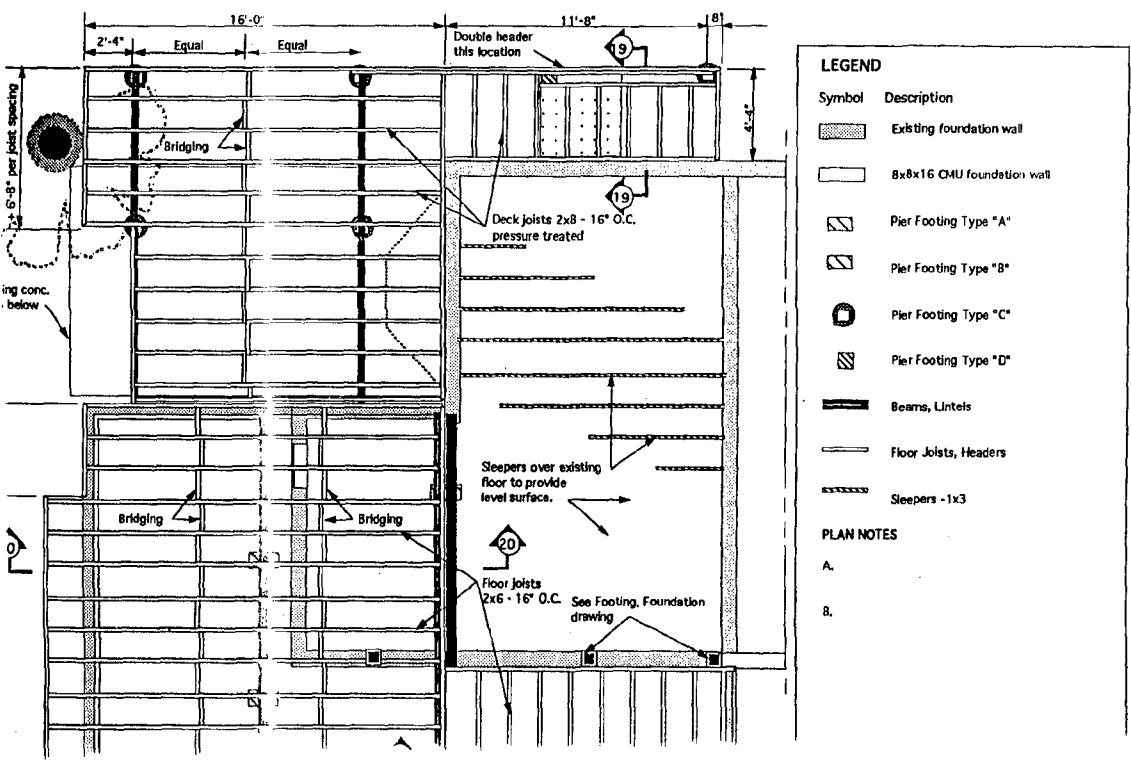 16'-0"
11'-8"
8"
2'-4"
Equal
Equal
Double header
this location
19
6'-8" per joist spacing
4'-4"
Bridging
19
Deck joists 2x8 - 16" O.C.
pressure treated
ing conc.
below
Sleepers over existing
floor to provide
level surface.
Bridging
Bridging
0
20
Floor joists
2x6 - 16" O.C.
See Footing, Foundation
drawing
LEGEND
Symbol Description
Existing foundation wall
8x8x16 CMU foundation wall
Pier Footing Type "A"
Pier Footing Type "B"
Pier Footing Type "C"
Pier Footing Type "D"
Beams, Lintels
Floor Joists, Headers
Sleepers -1x3
PLAN NOTES
A.
B.